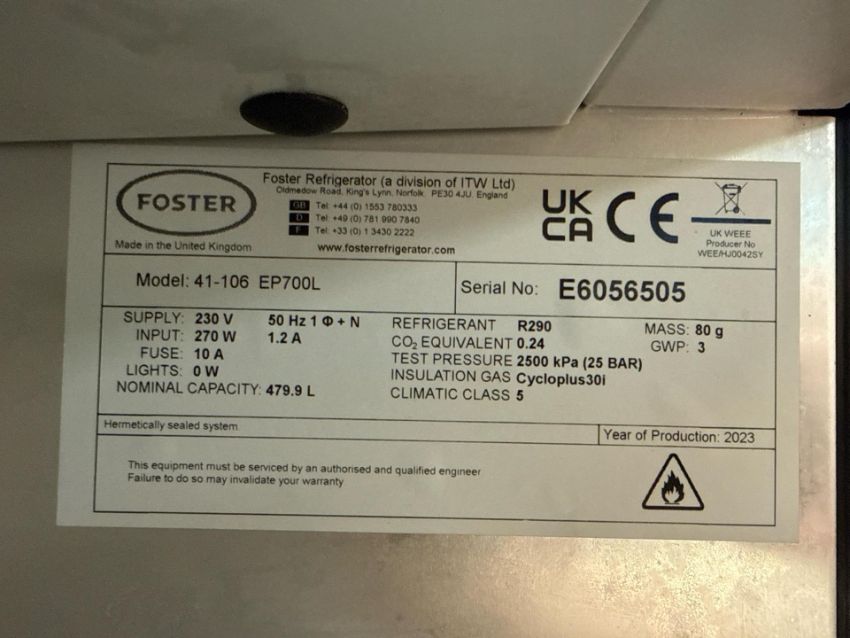 FOSTER
Made in the United Kingdom
Foster Refrigerator (a division of ITW Ltd)
Oldmedow Road, King's Lynn, Norfolk. PE30 4JU. England
GB Tel: +44 (0) 1553 780333
D Tel: +49 (0) 781 990 7840
F Tel: +33 (0) 1 3430 2222
www.fosterrefrigerator.com
UK
CA
CE
UK WEEE
Producer No
WEE/HJ0042SY
Model: 41-106 EP700L
Serial No: E6056505
SUPPLY: 230 V 50 Hz 1 Φ + N
INPUT: 270 W 1.2 A
FUSE: 10 A
LIGHTS: 0 W
NOMINAL CAPACITY: 479.9 L
REFRIGERANT R290 MASS: 80 g
CO₂ EQUIVALENT 0.24 GWP: 3
TEST PRESSURE 2500 kPa (25 BAR)
INSULATION GAS Cycloplus30i
CLIMATIC CLASS 5
Hermetically sealed system
Year of Production: 2023
This equipment must be serviced by an authorised and qualified engineer
Failure to do so may invalidate your warranty